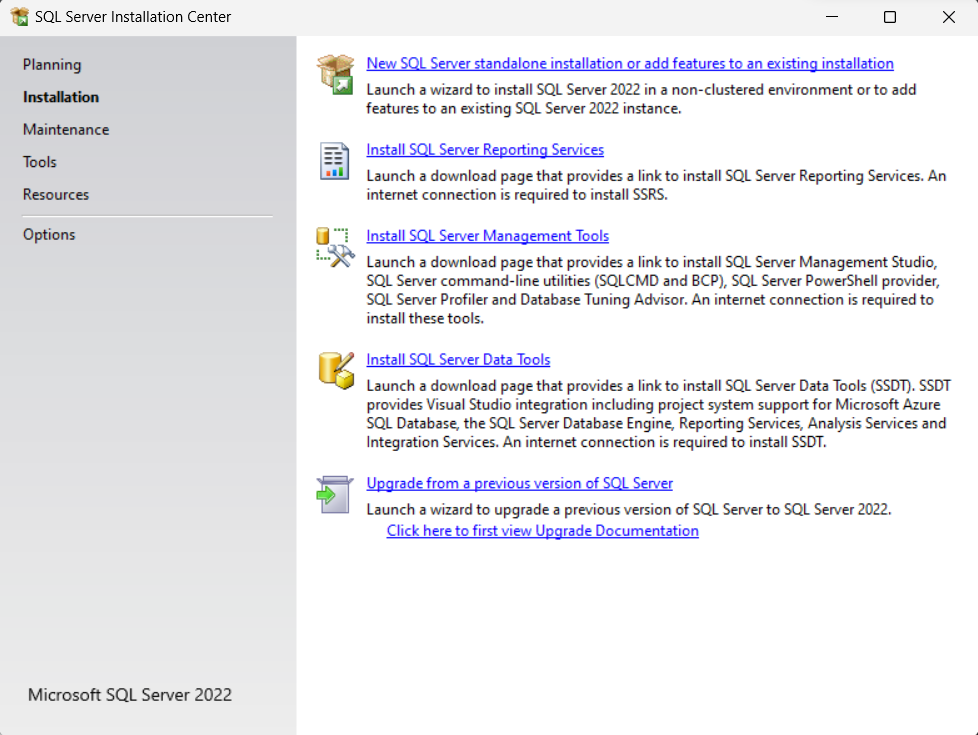 SQL Server Installation Center
Planning
Installation
Maintenance
Tools
Resources
Options
Microsoft SQL Server 2022
New SQL Server standalone installation or add features to an existing installation
Launch a wizard to install SQL Server 2022 in a non-clustered environment or to add
features to an existing SQL Server 2022 instance.
Install SQL Server Reporting Services
Launch a download page that provides a link to install SQL Server Reporting Services. An
internet connection is required to install SSRS.
Install SQL Server Management Tools
Launch a download page that provides a link to install SQL Server Management Studio,
SQL Server command-line utilities (SQLCMD and BCP), SQL Server PowerShell provider,
SQL Server Profiler and Database Tuning Advisor. An internet connection is required to
install these tools.
Install SQL Server Data Tools
Launch a download page that provides a link to install SQL Server Data Tools (SSDT). SSDT
provides Visual Studio integration including project system support for Microsoft Azure
SQL Database, the SQL Server Database Engine, Reporting Services, Analysis Services and
Integration Services. An internet connection is required to install SSDT.
Upgrade from a previous version of SQL Server
Launch a wizard to upgrade a previous version of SQL Server to SQL Server 2022.
Click here to first view Upgrade Documentation